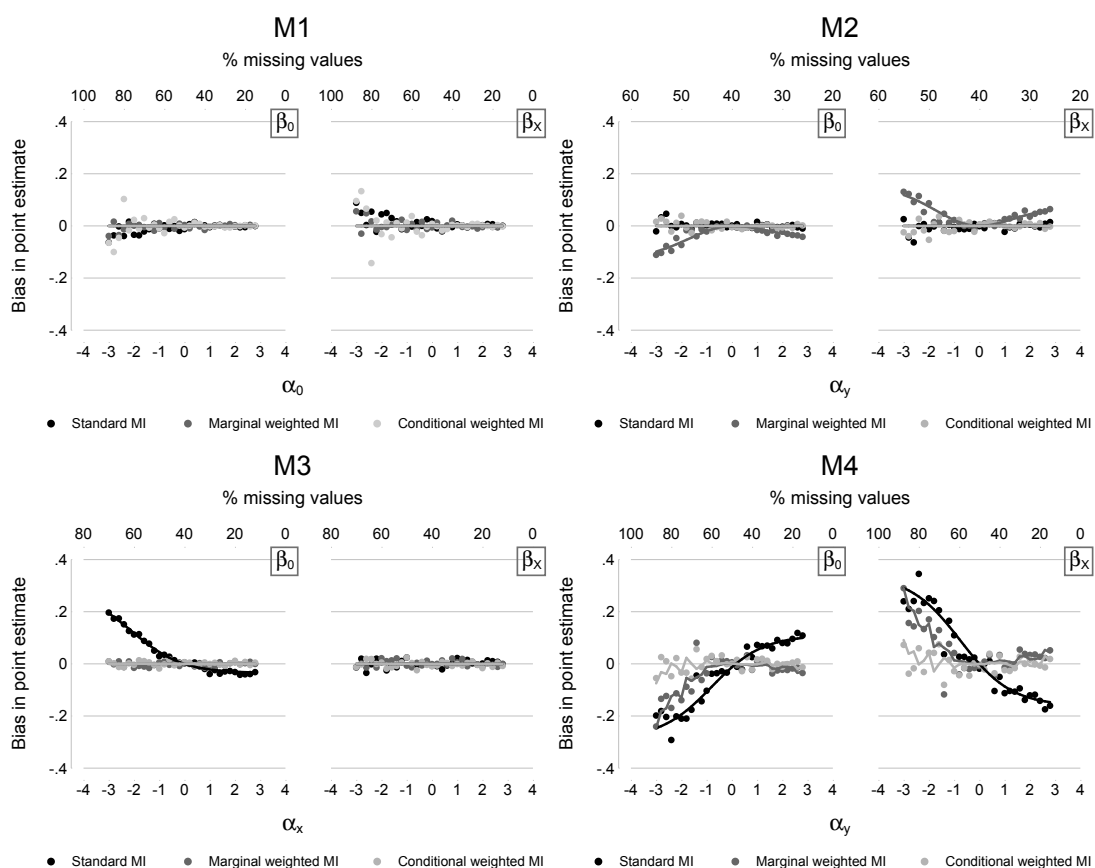 M1
% missing values
100 80 60 40 20 0 100 80 60 40 20 0
β0 βX
.4
.2
0
-.2
-.4
Bias in point estimate
-4 -3 -2 -1 0 1 2 3 4 -4 -3 -2 -1 0 1 2 3 4
α0
Standard MI Marginal weighted MI Conditional weighted MI
M2
% missing values
60 50 40 30 20 60 50 40 30 20
β0 βX
.4
.2
0
-.2
-.4
Bias in point estimate
-4 -3 -2 -1 0 1 2 3 4 -4 -3 -2 -1 0 1 2 3 4
αy
Standard MI Marginal weighted MI Conditional weighted MI
M3
% missing values
80 60 40 20 0 80 60 40 20 0
β0 βX
.4
.2
0
-.2
-.4
Bias in point estimate
-4 -3 -2 -1 0 1 2 3 4 -4 -3 -2 -1 0 1 2 3 4
αx
Standard MI Marginal weighted MI Conditional weighted MI
M4
% missing values
100 80 60 40 20 0 100 80 60 40 20 0
β0 βX
.4
.2
0
-.2
-.4
Bias in point estimate
-4 -3 -2 -1 0 1 2 3 4 -4 -3 -2 -1 0 1 2 3 4
αy
Standard MI Marginal weighted MI Conditional weighted MI